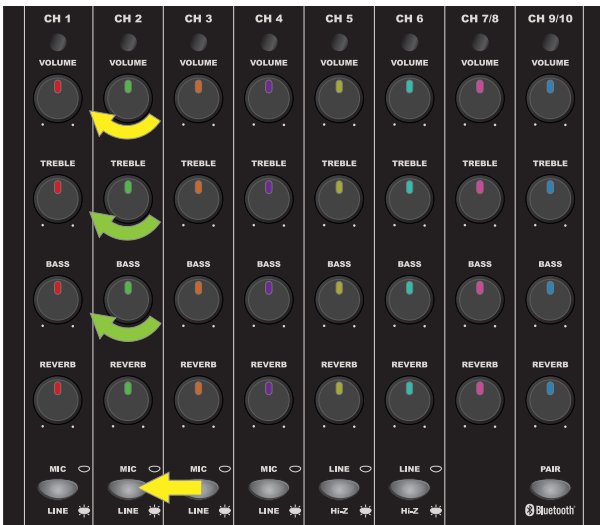 CH 1 CH 2 CH 3 CH 4 CH 5 CH 6 CH 7/8 CH 9/10
VOLUME VOLUME VOLUME VOLUME VOLUME VOLUME VOLUME VOLUME
TREBLE TREBLE TREBLE TREBLE TREBLE TREBLE TREBLE TREBLE
BASS BASS BASS BASS BASS BASS BASS BASS
REVERB REVERB REVERB REVERB REVERB REVERB REVERB REVERB
MIC MIC MIC MIC LINE LINE PAIR
LINE LINE LINE LINE Hi-Z Hi-Z Bluetooth